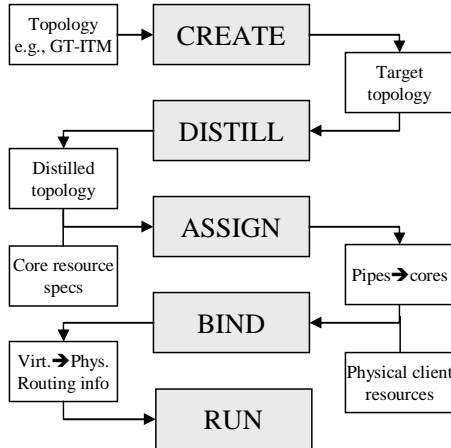 Topology
e.g., GT-ITM
CREATE
Target
topology
DISTILL
Distilled
topology
ASSIGN
Core resource
specs
Pipes➔cores
BIND
Virt.➔Phys.
Routing info
Physical client
resources
RUN